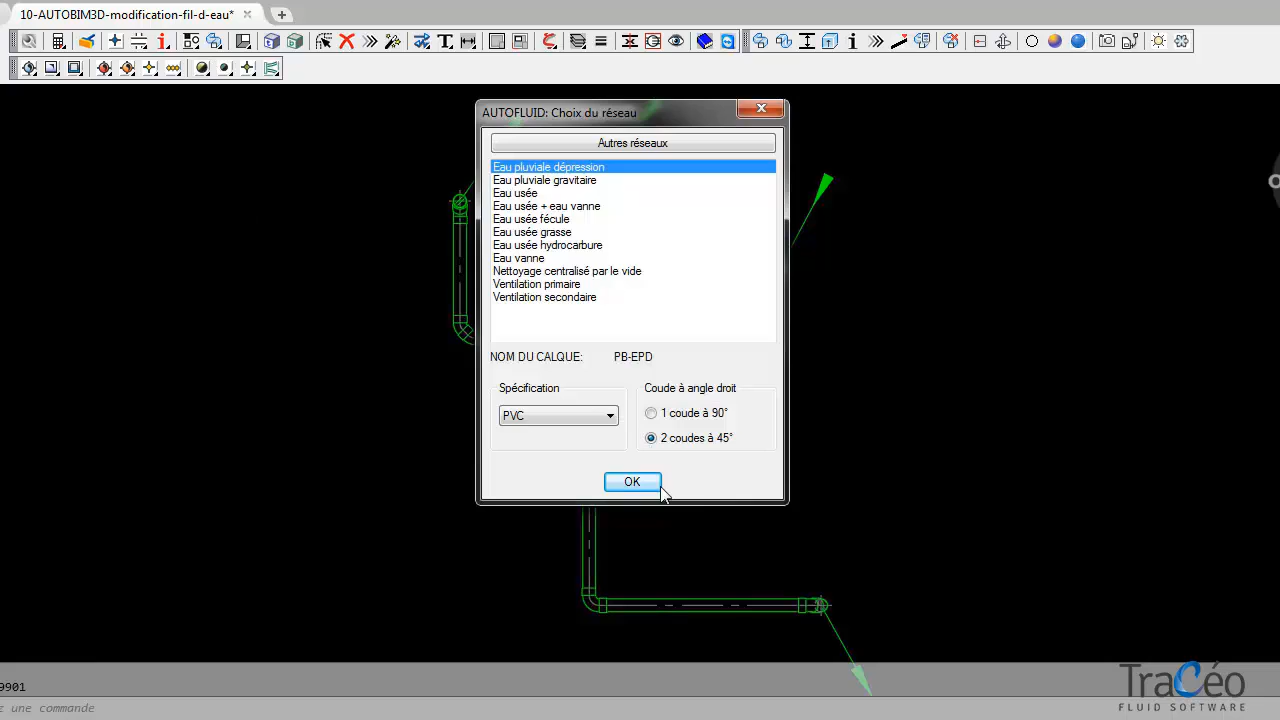 10-AUTOBIM3D-modification-fil-d-eau*
AUTOFLUID: Choix du réseau
Autres réseaux
Eau pluviale dépression
Eau pluviale gravitaire
Eau usée
Eau usée + eau vanne
Eau usée fécule
Eau usée grasse
Eau usée hydrocarbure
Eau vanne
Nettoyage centralisé par le vide
Ventilation primaire
Ventilation secondaire
NOM DU CALQUE: PB-EPD
Spécification
Coude à angle droit
PVC
1 coude à 90°
2 coudes à 45°
OK
9901
e une commande
TraCéo
FLUID SOFTWARE